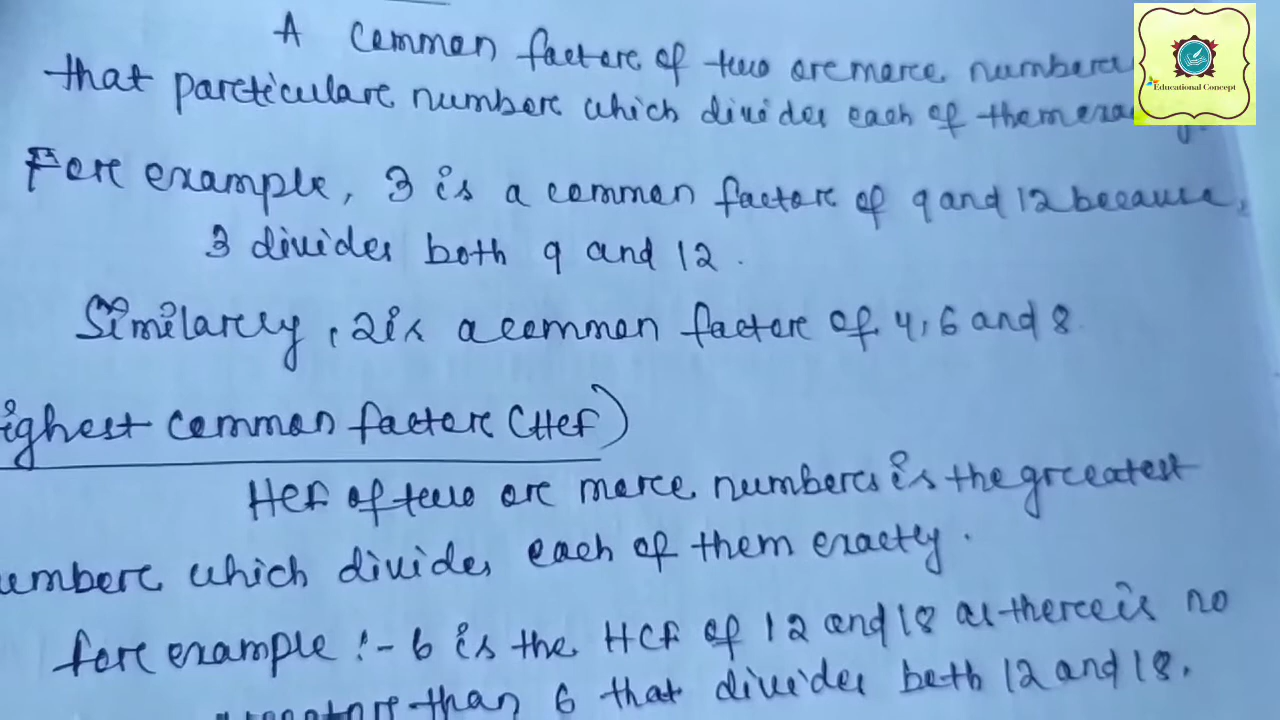 A common factor of two or more numbers
that particular number which divides each of them
For example, 3 is a common factor of 9 and 12 because,
3 divides both 9 and 12.
Similarly, 2 is a common factor of 4, 6 and 8
ighest common factor (HCF)
HCF of two or more numbers is the greatest
umber which divides each of them exactly.
for example :- 6 is the HCF of 12 and 18 as there is no
than 6 that divides both 12 and 18.
Educational Concept